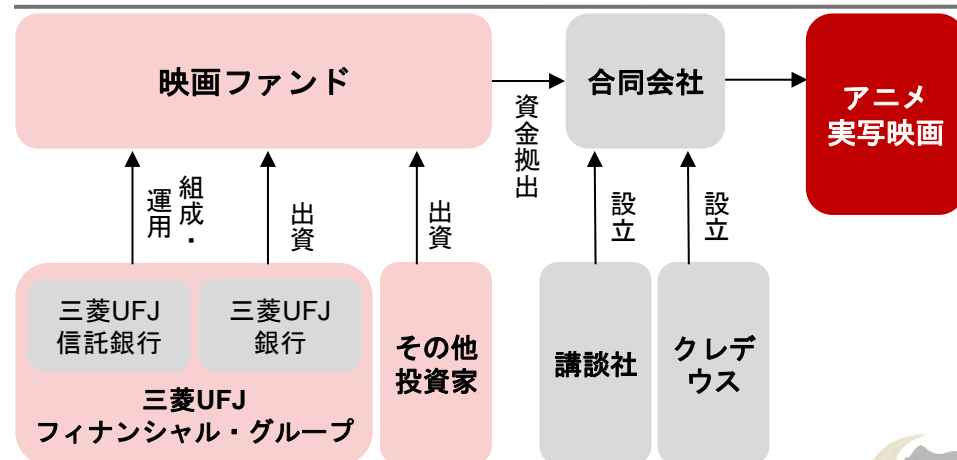 映画ファンド
合同会社
アニメ
実写映画
資金拠出
組成・
運用
出資
出資
設立
設立
三菱UFJ
信託銀行
三菱UFJ
銀行
三菱UFJ
フィナンシャル・グループ
その他
投資家
講談社
クレデ
ウス